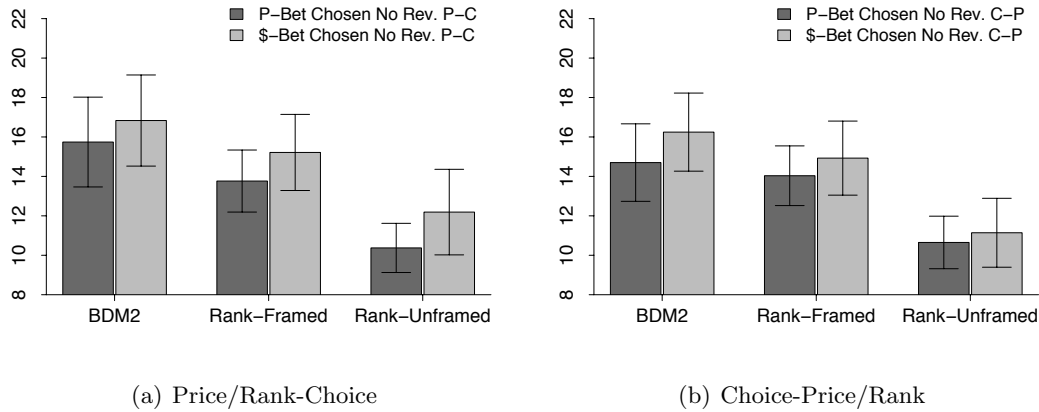 P−Bet Chosen No Rev. P−C
$−Bet Chosen No Rev. P−C
22
20
18
16
14
12
10
8
BDM2 Rank−Framed Rank−Unframed
(a) Price/Rank-Choice
P−Bet Chosen No Rev. C−P
$−Bet Chosen No Rev. C−P
22
20
18
16
14
12
10
8
BDM2 Rank−Framed Rank−Unframed
(b) Choice-Price/Rank